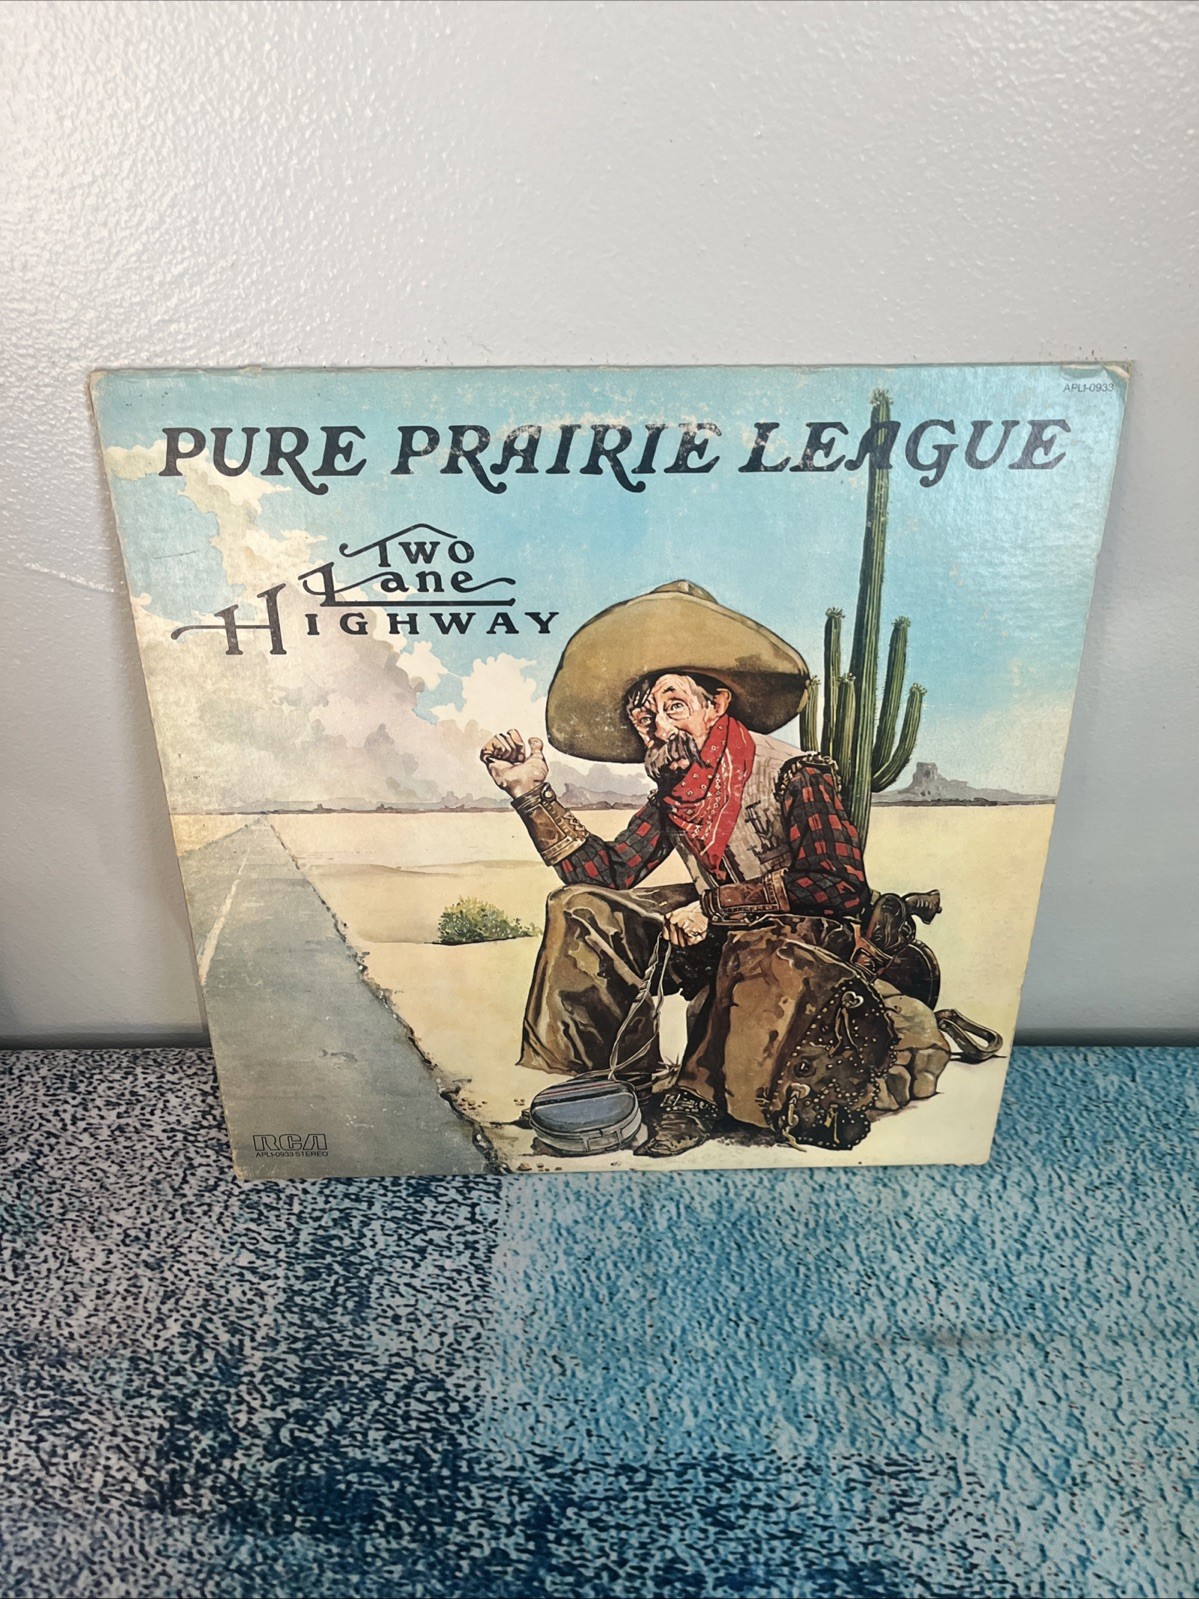 APL1-0933
PURE PRAIRIE LEAGUE
Two
Lane
HIGHWAY
RCA
APL1-0933 STEREO